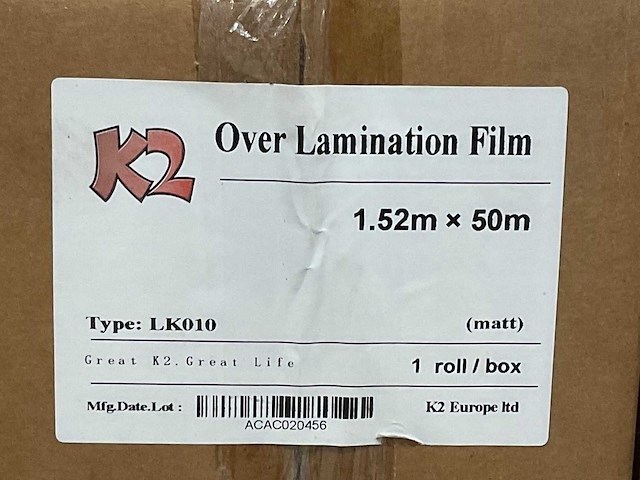 K2
Over Lamination Film
1.52m × 50m
Type: LK010 (matt)
Great K2.Great Life
1 roll / box
Mfg.Date.Lot :
ACAC020456
K2 Europe ltd